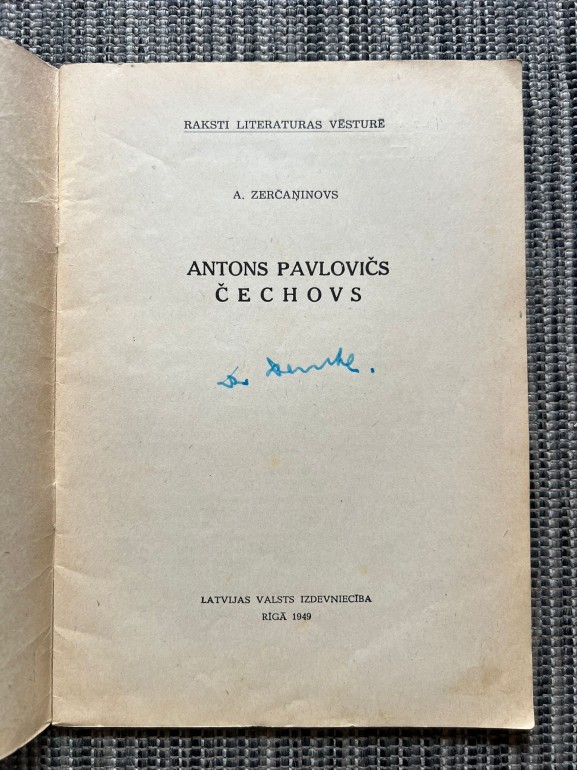 RAKSTI LITERATURAS VĒSTURĒ
A. ZERČAŅINOVS
ANTONS PAVLOVIČS
ČECHOVS
LATVIJAS VALSTS IZDEVNIECĪBA
RĪGĀ 1949